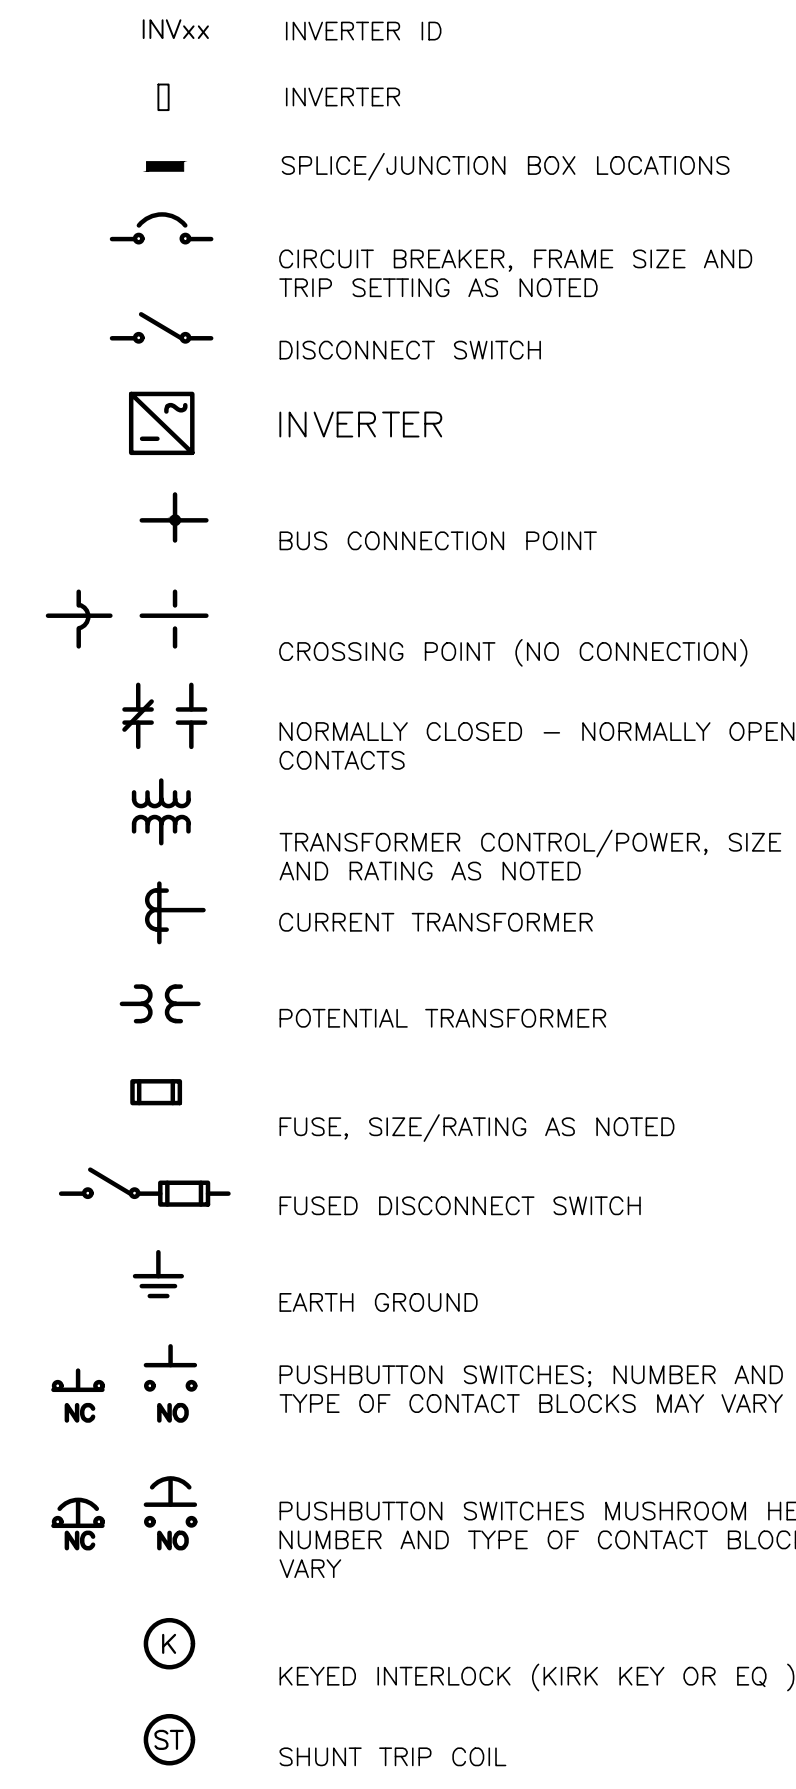 INVxx INVERTER ID
INVERTER
SPLICE/JUNCTION BOX LOCATIONS
CIRCUIT BREAKER, FRAME SIZE AND
TRIP SETTING AS NOTED
DISCONNECT SWITCH
INVERTER
BUS CONNECTION POINT
CROSSING POINT (NO CONNECTION)
NORMALLY CLOSED – NORMALLY OPEN
CONTACTS
TRANSFORMER CONTROL/POWER, SIZE
AND RATING AS NOTED
CURRENT TRANSFORMER
POTENTIAL TRANSFORMER
FUSE, SIZE/RATING AS NOTED
FUSED DISCONNECT SWITCH
EARTH GROUND
PUSHBUTTON SWITCHES; NUMBER AND
TYPE OF CONTACT BLOCKS MAY VARY
NC NO
PUSHBUTTON SWITCHES MUSHROOM HE
NUMBER AND TYPE OF CONTACT BLOC
VARY
NC NO
K
KEYED INTERLOCK (KIRK KEY OR EQ )
ST
SHUNT TRIP COIL